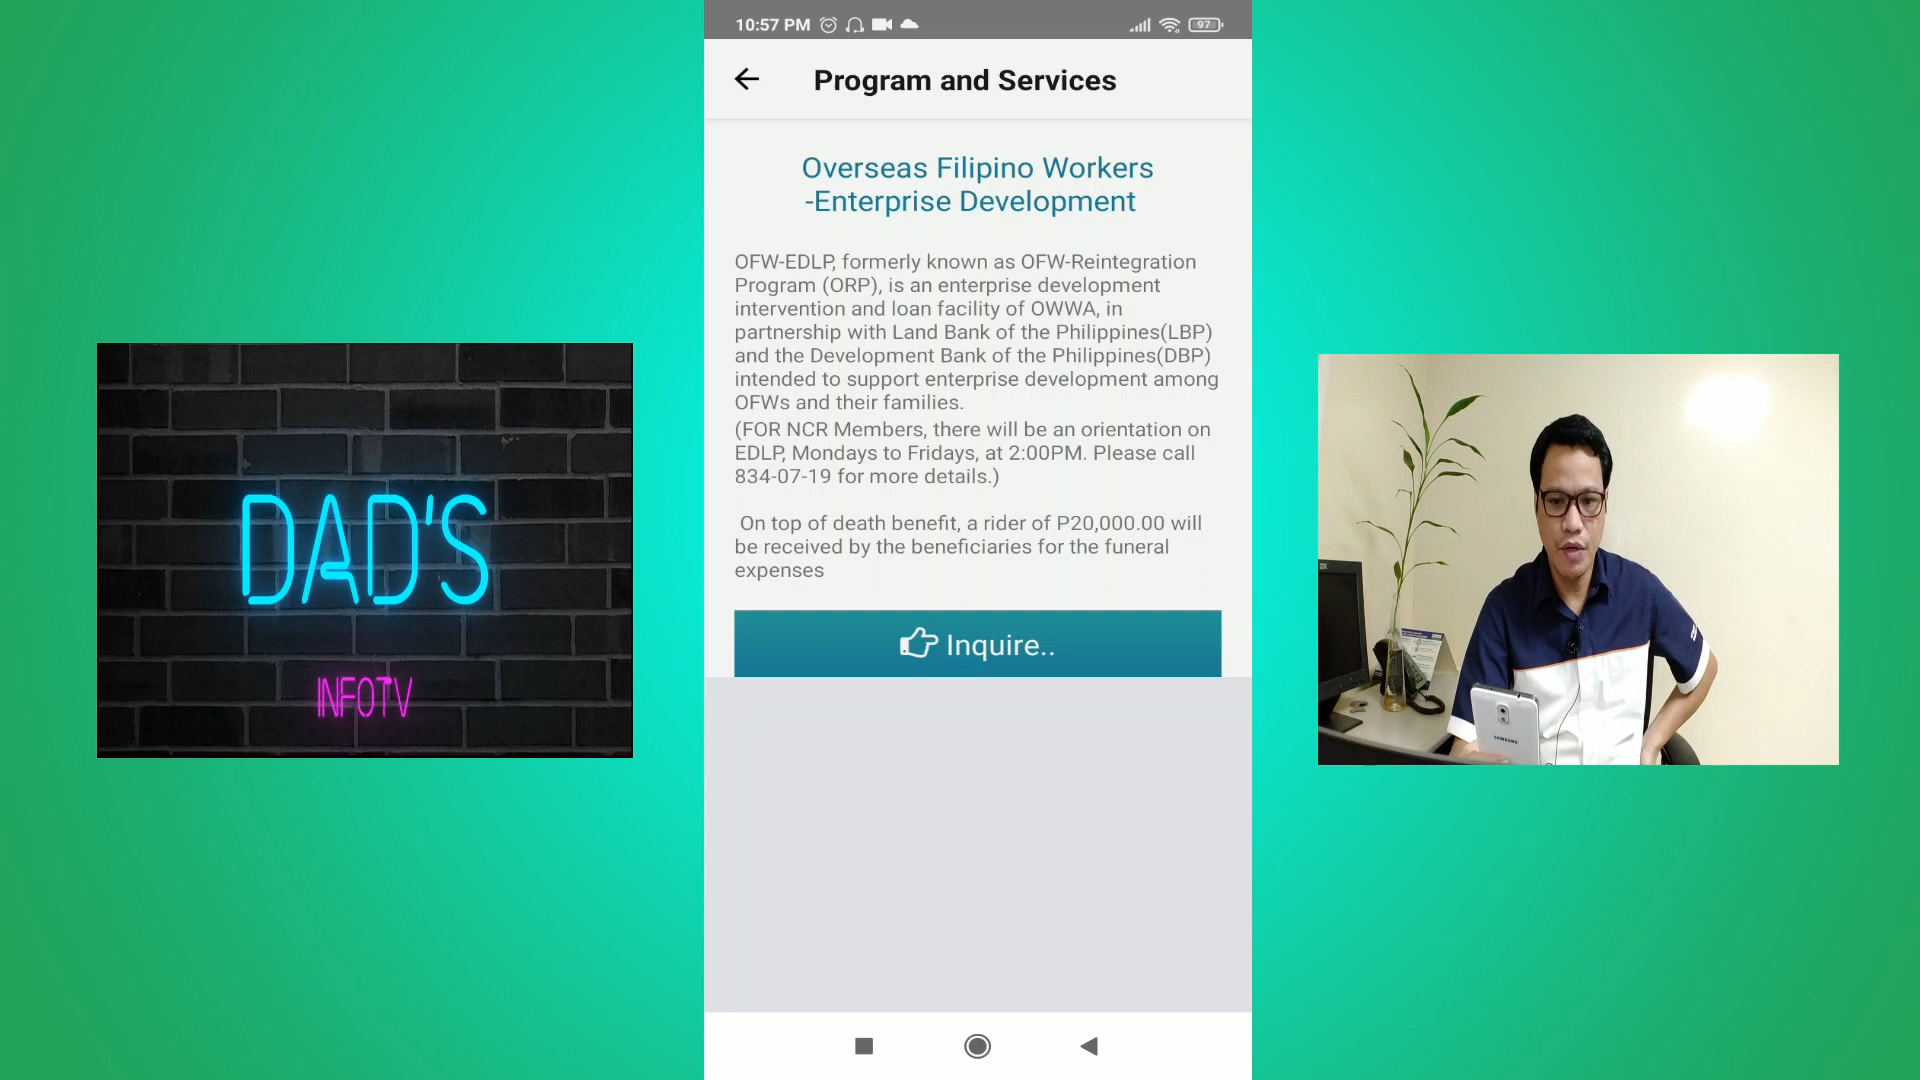 10:57 PM
97
Program and Services
Overseas Filipino Workers
-Enterprise Development
OFW-EDLP, formerly known as OFW-Reintegration
Program (ORP), is an enterprise development
intervention and loan facility of OWWA, in
partnership with Land Bank of the Philippines(LBP)
and the Development Bank of the Philippines(DBP)
intended to support enterprise development among
OFWs and their families.
(FOR NCR Members, there will be an orientation on
EDLP, Mondays to Fridays, at 2:00PM. Please call
834-07-19 for more details.)
On top of death benefit, a rider of P20,000.00 will
be received by the beneficiaries for the funeral
expenses
Inquire..
DAD'S
INFOTV
SAMSUNG